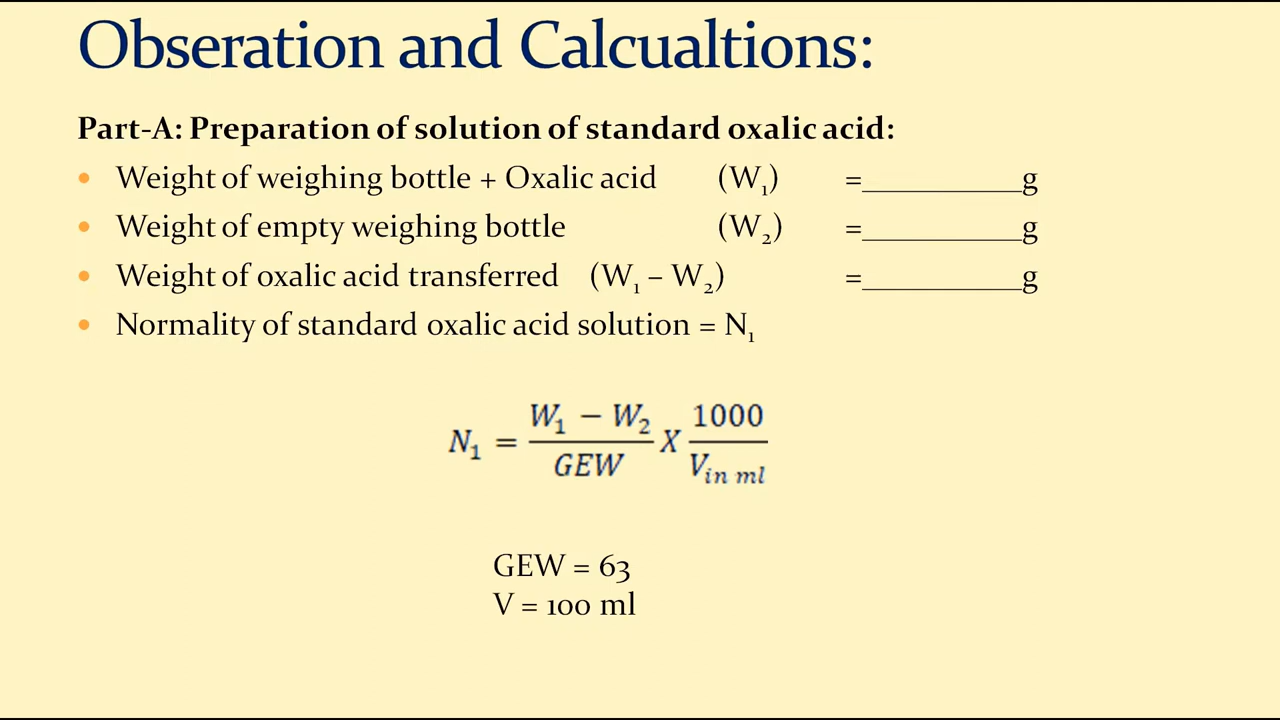 Obseration and Calcualtions:
Part-A: Preparation of solution of standard oxalic acid:
• Weight of weighing bottle + Oxalic acid (W₁) =__________g
• Weight of empty weighing bottle (W₂) =__________g
• Weight of oxalic acid transferred (W₁ – W₂) =__________g
• Normality of standard oxalic acid solution = N₁
N₁ = (W₁ − W₂)/GEW X 1000/V_in ml
GEW = 63
V = 100 ml